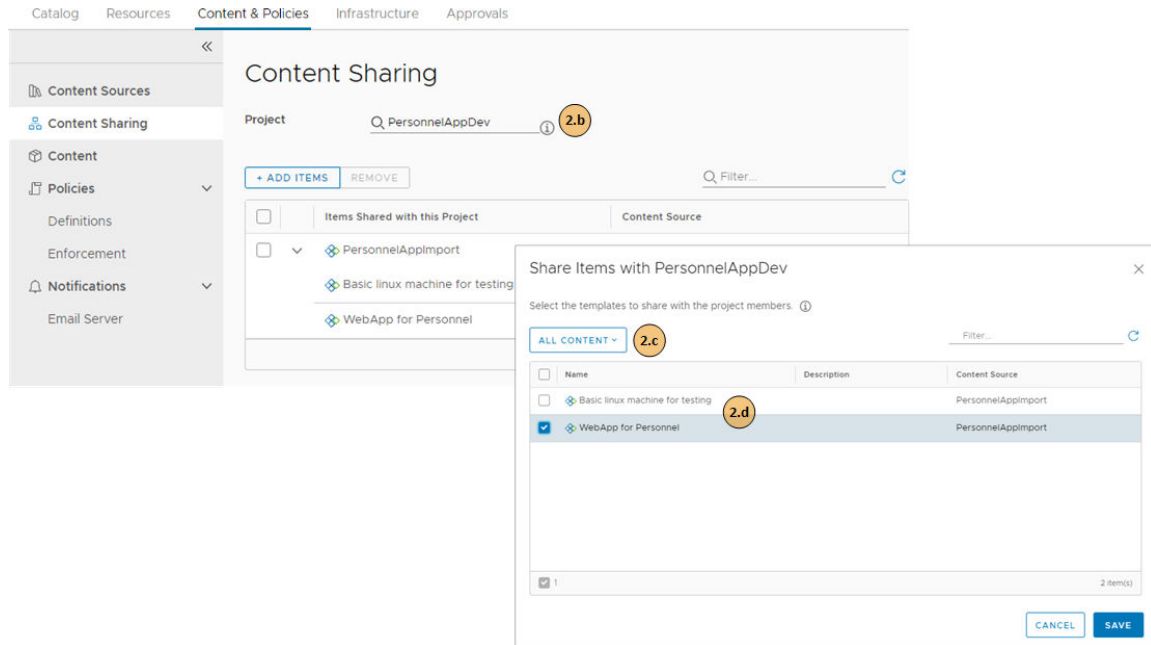 Catalog Resources Content & Policies Infrastructure Approvals
Content Sources
Content Sharing
Content
Policies
Definitions
Enforcement
Notifications
Email Server
Content Sharing
Project PersonnelAppDev 2.b
+ ADD ITEMS REMOVE Filter...
Items Shared with this Project Content Source
PersonnelAppImport
Basic linux machine for testing
WebApp for Personnel
Share Items with PersonnelAppDev
Select the templates to share with the project members.
ALL CONTENT 2.c Filter...
Name Description Content Source
Basic linux machine for testing PersonnelAppImport
2.d
WebApp for Personnel PersonnelAppImport
1 2 item(s)
CANCEL SAVE